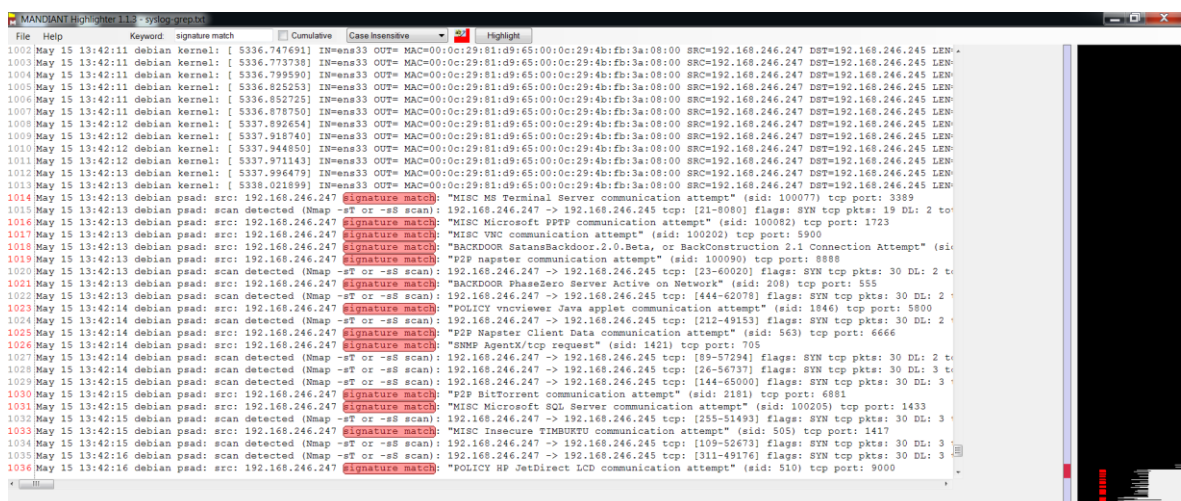 MANDIANT Highlighter 1.1.3 - syslog-grep.txt
File Help Keyword: signature match Cumulative Case Insensitive Highlight
1002 May 15 13:42:11 debian kernel: [ 5336.747691] IN=ens33 OUT= MAC=00:0c:29:81:d9:65:00:0c:29:4b:fb:3a:08:00 SRC=192.168.246.247 DST=192.168.246.245 LEN=
1003 May 15 13:42:11 debian kernel: [ 5336.773738] IN=ens33 OUT= MAC=00:0c:29:81:d9:65:00:0c:29:4b:fb:3a:08:00 SRC=192.168.246.247 DST=192.168.246.245 LEN=
1004 May 15 13:42:11 debian kernel: [ 5336.799590] IN=ens33 OUT= MAC=00:0c:29:81:d9:65:00:0c:29:4b:fb:3a:08:00 SRC=192.168.246.247 DST=192.168.246.245 LEN=
1005 May 15 13:42:11 debian kernel: [ 5336.825253] IN=ens33 OUT= MAC=00:0c:29:81:d9:65:00:0c:29:4b:fb:3a:08:00 SRC=192.168.246.247 DST=192.168.246.245 LEN=
1006 May 15 13:42:11 debian kernel: [ 5336.852725] IN=ens33 OUT= MAC=00:0c:29:81:d9:65:00:0c:29:4b:fb:3a:08:00 SRC=192.168.246.247 DST=192.168.246.245 LEN=
1007 May 15 13:42:11 debian kernel: [ 5336.878750] IN=ens33 OUT= MAC=00:0c:29:81:d9:65:00:0c:29:4b:fb:3a:08:00 SRC=192.168.246.247 DST=192.168.246.245 LEN=
1008 May 15 13:42:12 debian kernel: [ 5337.892654] IN=ens33 OUT= MAC=00:0c:29:81:d9:65:00:0c:29:4b:fb:3a:08:00 SRC=192.168.246.247 DST=192.168.246.245 LEN=
1009 May 15 13:42:12 debian kernel: [ 5337.918740] IN=ens33 OUT= MAC=00:0c:29:81:d9:65:00:0c:29:4b:fb:3a:08:00 SRC=192.168.246.247 DST=192.168.246.245 LEN=
1010 May 15 13:42:12 debian kernel: [ 5337.944850] IN=ens33 OUT= MAC=00:0c:29:81:d9:65:00:0c:29:4b:fb:3a:08:00 SRC=192.168.246.247 DST=192.168.246.245 LEN=
1011 May 15 13:42:12 debian kernel: [ 5337.971143] IN=ens33 OUT= MAC=00:0c:29:81:d9:65:00:0c:29:4b:fb:3a:08:00 SRC=192.168.246.247 DST=192.168.246.245 LEN=
1012 May 15 13:42:13 debian kernel: [ 5337.996479] IN=ens33 OUT= MAC=00:0c:29:81:d9:65:00:0c:29:4b:fb:3a:08:00 SRC=192.168.246.247 DST=192.168.246.245 LEN=
1013 May 15 13:42:13 debian kernel: [ 5338.021899] IN=ens33 OUT= MAC=00:0c:29:81:d9:65:00:0c:29:4b:fb:3a:08:00 SRC=192.168.246.247 DST=192.168.246.245 LEN=
1014 May 15 13:42:13 debian psad: src: 192.168.246.247 signature match: "MISC MS Terminal Server communication attempt" (sid: 100077) tcp port: 3389
1015 May 15 13:42:13 debian psad: scan detected (Nmap -sT or -sS scan): 192.168.246.247 -> 192.168.246.245 tcp: [21-8080] flags: SYN tcp pkts: 19 DL: 2 to
1016 May 15 13:42:13 debian psad: src: 192.168.246.247 signature match: "MISC Microsoft PPTP communication attempt" (sid: 100082) tcp port: 1723
1017 May 15 13:42:13 debian psad: src: 192.168.246.247 signature match: "MISC VNC communication attempt" (sid: 100202) tcp port: 5900
1018 May 15 13:42:13 debian psad: src: 192.168.246.247 signature match: "BACKDOOR SatansBackdoor.2.0.Beta, or BackConstruction 2.1 Connection Attempt" (si
1019 May 15 13:42:13 debian psad: src: 192.168.246.247 signature match: "P2P napster communication attempt" (sid: 100090) tcp port: 8888
1020 May 15 13:42:13 debian psad: scan detected (Nmap -sT or -sS scan): 192.168.246.247 -> 192.168.246.245 tcp: [23-60020] flags: SYN tcp pkts: 30 DL: 2 t
1021 May 15 13:42:13 debian psad: src: 192.168.246.247 signature match: "BACKDOOR PhaseZero Server Active on Network" (sid: 208) tcp port: 555
1022 May 15 13:42:13 debian psad: scan detected (Nmap -sT or -sS scan): 192.168.246.247 -> 192.168.246.245 tcp: [444-62078] flags: SYN tcp pkts: 30 DL: 2
1023 May 15 13:42:14 debian psad: src: 192.168.246.247 signature match: "POLICY vncviewer Java applet communication attempt" (sid: 1846) tcp port: 5800
1024 May 15 13:42:14 debian psad: scan detected (Nmap -sT or -sS scan): 192.168.246.247 -> 192.168.246.245 tcp: [212-49153] flags: SYN tcp pkts: 30 DL: 2
1025 May 15 13:42:14 debian psad: src: 192.168.246.247 signature match: "P2P Napster Client Data communication attempt" (sid: 563) tcp port: 6666
1026 May 15 13:42:14 debian psad: src: 192.168.246.247 signature match: "SNMP AgentX/tcp request" (sid: 1421) tcp port: 705
1027 May 15 13:42:14 debian psad: scan detected (Nmap -sT or -sS scan): 192.168.246.247 -> 192.168.246.245 tcp: [89-57294] flags: SYN tcp pkts: 30 DL: 2 t
1028 May 15 13:42:14 debian psad: scan detected (Nmap -sT or -sS scan): 192.168.246.247 -> 192.168.246.245 tcp: [26-56737] flags: SYN tcp pkts: 30 DL: 3 t
1029 May 15 13:42:15 debian psad: scan detected (Nmap -sT or -sS scan): 192.168.246.247 -> 192.168.246.245 tcp: [144-65000] flags: SYN tcp pkts: 30 DL: 3
1030 May 15 13:42:15 debian psad: src: 192.168.246.247 signature match: "P2P BitTorrent communication attempt" (sid: 2181) tcp port: 6881
1031 May 15 13:42:15 debian psad: src: 192.168.246.247 signature match: "MISC Microsoft SQL Server communication attempt" (sid: 100205) tcp port: 1433
1032 May 15 13:42:15 debian psad: scan detected (Nmap -sT or -sS scan): 192.168.246.247 -> 192.168.246.245 tcp: [255-51493] flags: SYN tcp pkts: 30 DL: 3
1033 May 15 13:42:15 debian psad: src: 192.168.246.247 signature match: "MISC Insecure TIMBUKTU communication attempt" (sid: 505) tcp port: 1417
1034 May 15 13:42:15 debian psad: scan detected (Nmap -sT or -sS scan): 192.168.246.247 -> 192.168.246.245 tcp: [109-52673] flags: SYN tcp pkts: 30 DL: 3
1035 May 15 13:42:16 debian psad: scan detected (Nmap -sT or -sS scan): 192.168.246.247 -> 192.168.246.245 tcp: [311-49176] flags: SYN tcp pkts: 30 DL: 3
1036 May 15 13:42:16 debian psad: src: 192.168.246.247 signature match: "POLICY HP JetDirect LCD communication attempt" (sid: 510) tcp port: 9000